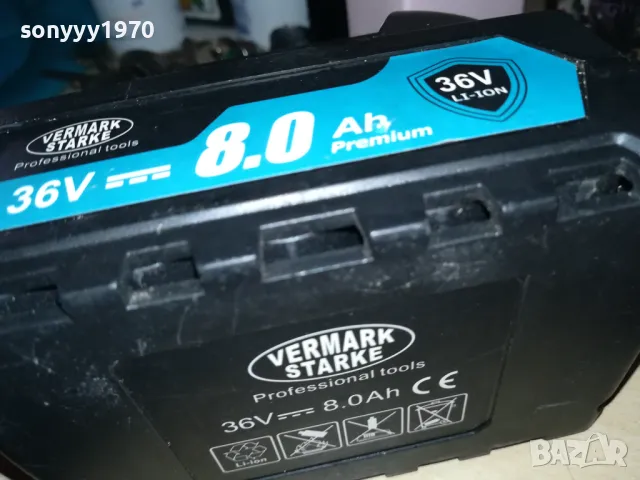 sonyyy1970
VERMARK
STARKE
Professional tools
36V
8.0 Ah
Premium
36V
LI-ION
VERMARK
STARKE
Professional tools
36V 8.0Ah CE
Li-Ion
BAZAR
bg